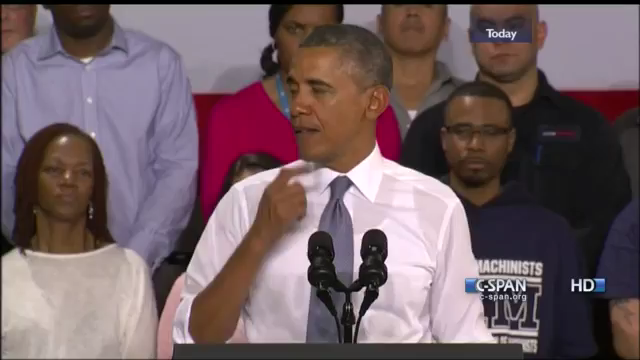 Today
MACHINISTS
M
C-SPAN
c-span.org
HD